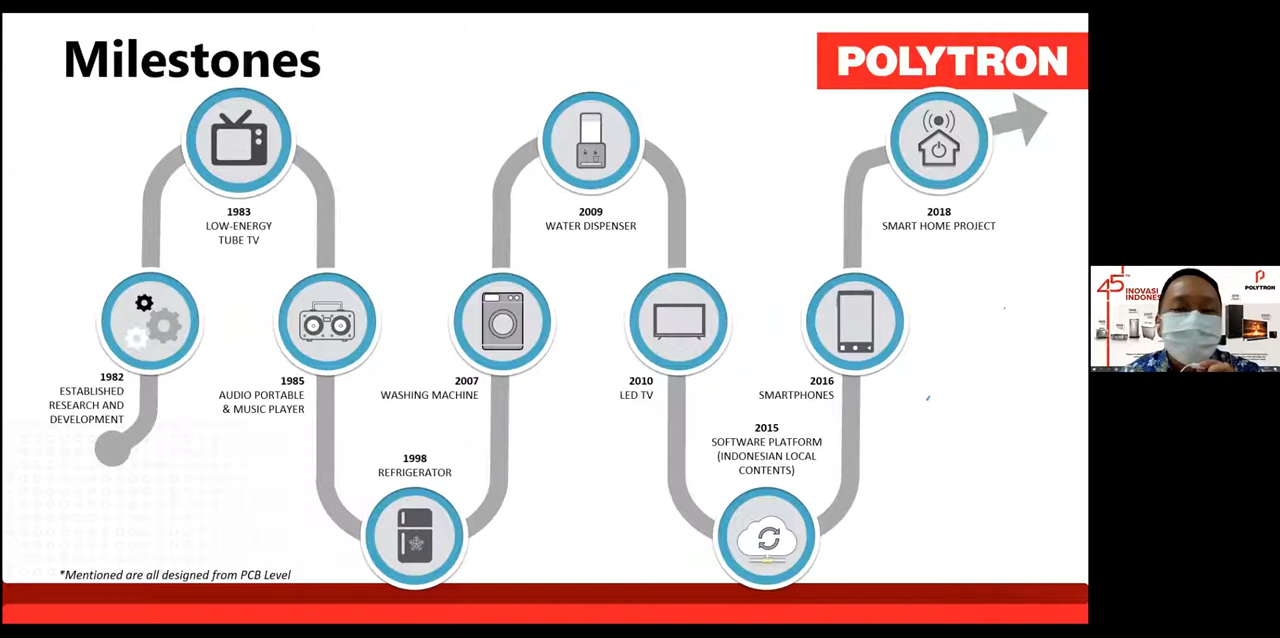 Milestones
POLYTRON
1983
LOW-ENERGY
TUBE TV
2009
WATER DISPENSER
2018
SMART HOME PROJECT
1982
ESTABLISHED
RESEARCH AND
DEVELOPMENT
1985
AUDIO PORTABLE
& MUSIC PLAYER
2007
WASHING MACHINE
2010
LED TV
2016
SMARTPHONES
1998
REFRIGERATOR
2015
SOFTWARE PLATFORM
(INDONESIAN LOCAL
CONTENTS)
*Mentioned are all designed from PCB Level
45
INOVASI
POLYTRON